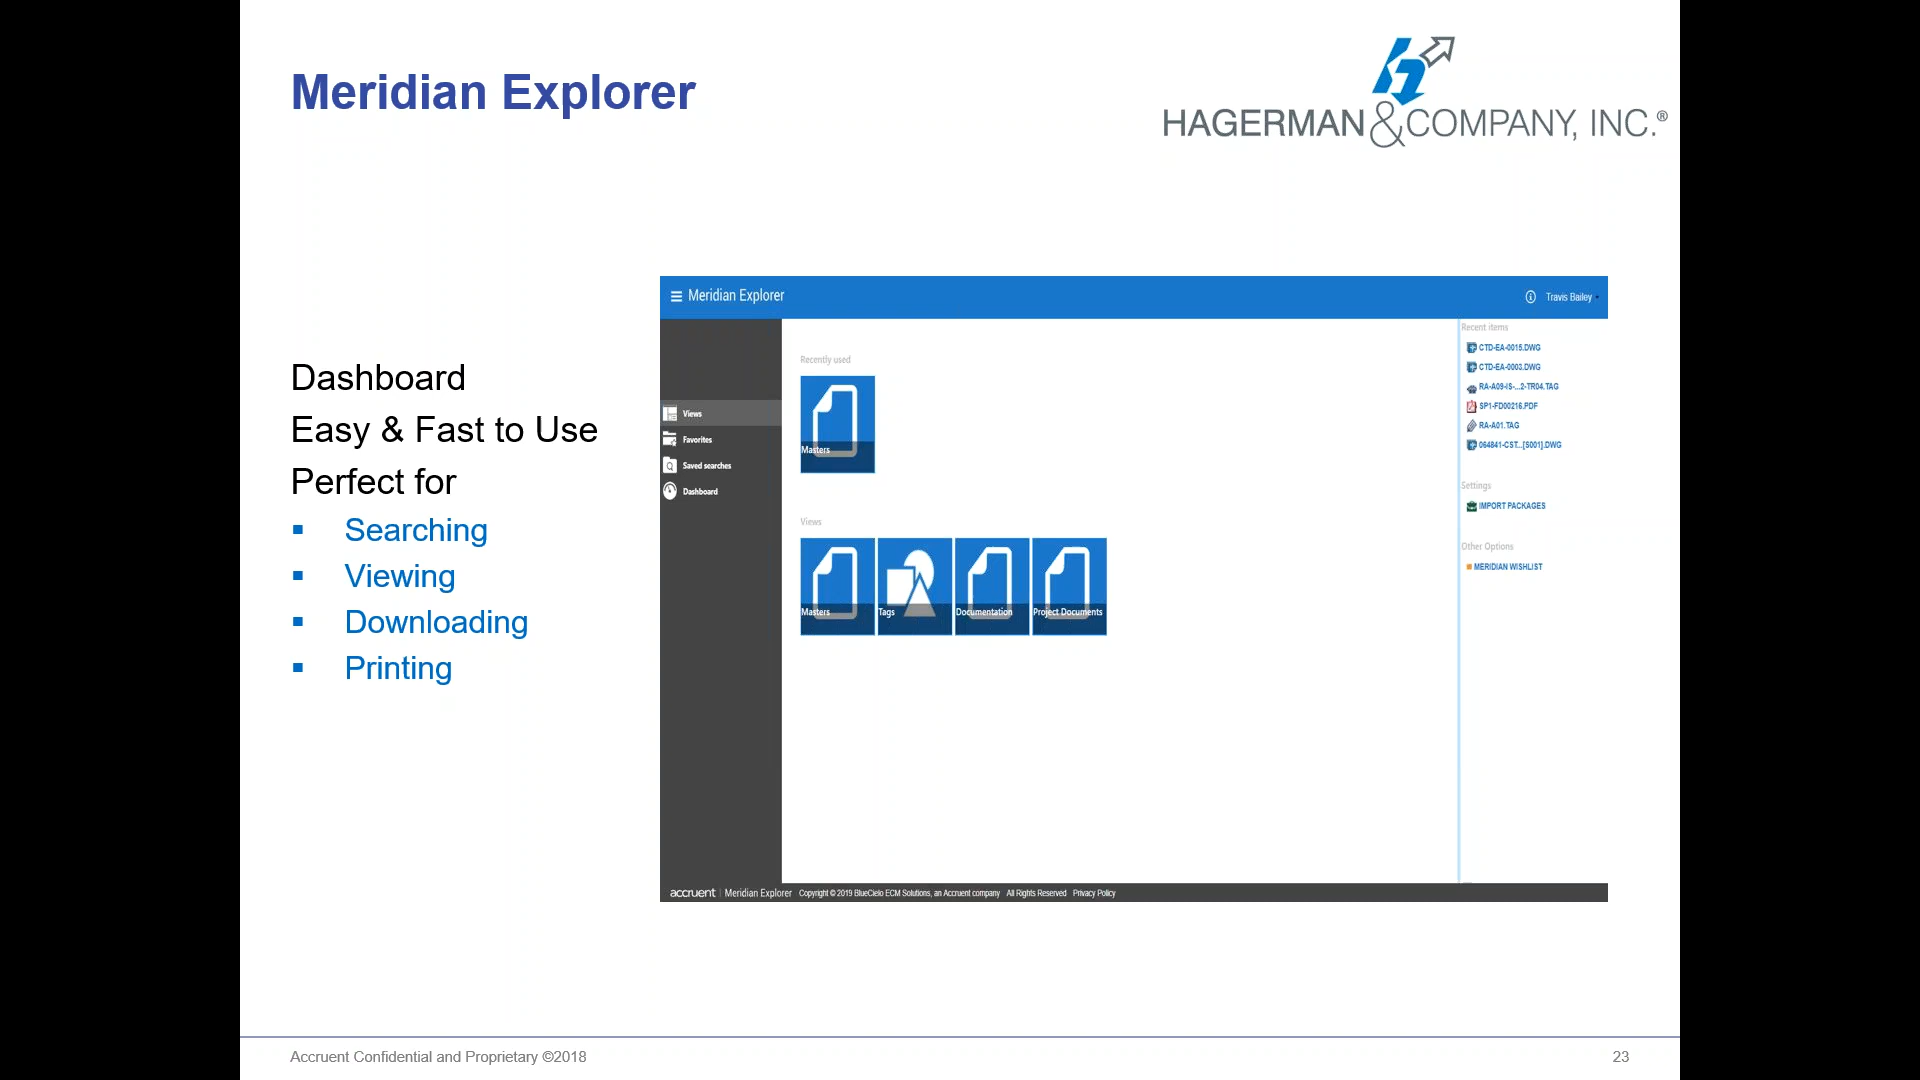 Meridian Explorer
HAGERMAN & COMPANY, INC.®
Dashboard
Easy & Fast to Use
Perfect for
▪ Searching
▪ Viewing
▪ Downloading
▪ Printing
Meridian Explorer
Travis Bailey
Views
Favorites
Saved searches
Dashboard
Recently used
Masters
Views
Masters
Tags
Documentation
Project Documents
Recent items
CTD-EA-0015.DWG
CTD-EA-0003.DWG
RA-A09-IS-...2-TR04.TAG
SP1-FD00216.PDF
RA-A01.TAG
064841-CST...[S001].DWG
Settings
IMPORT PACKAGES
Other Options
MERIDIAN WISHLIST
accruent | Meridian Explorer Copyright © 2019 BlueCielo ECM Solutions, an Accruent company All Rights Reserved Privacy Policy
Accruent Confidential and Proprietary ©2018
23